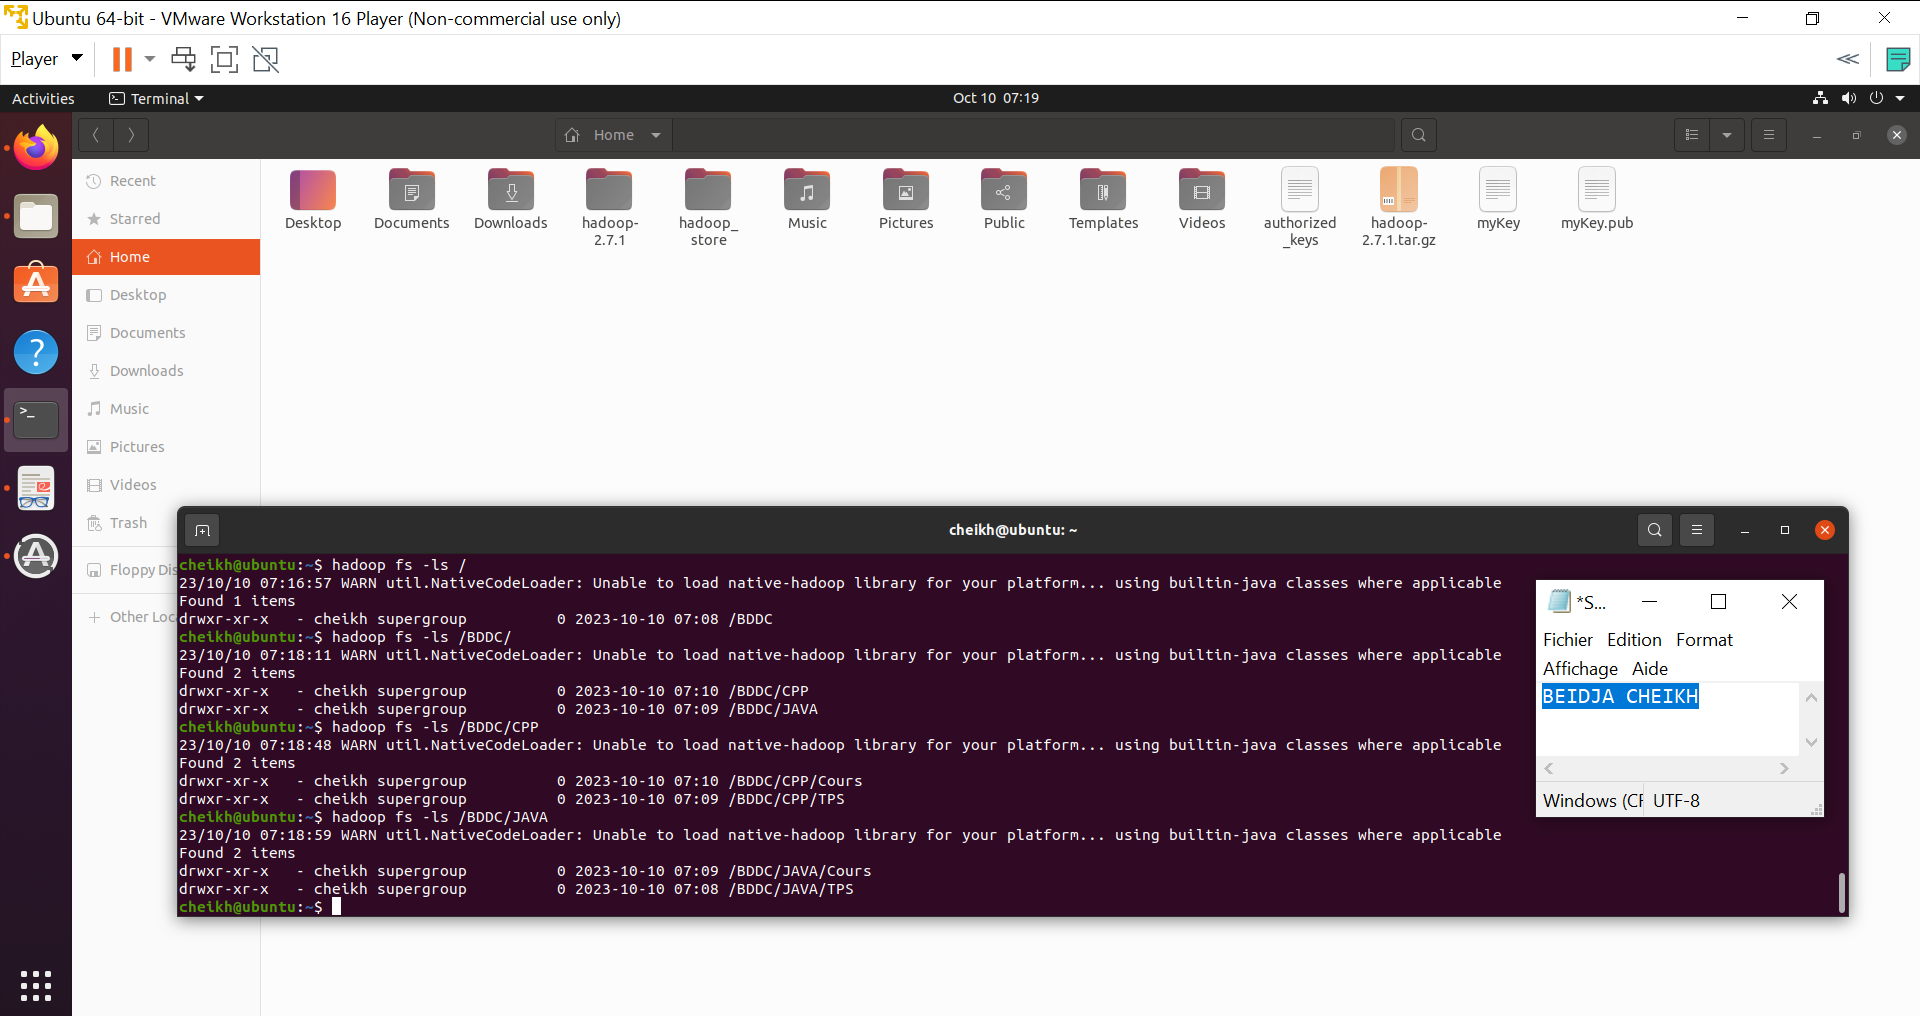 Ubuntu 64-bit - VMware Workstation 16 Player (Non-commercial use only)
Player
Activities
Terminal
Oct 10 07:19
Home
Recent
Starred
Home
Desktop
Documents
Downloads
Music
Pictures
Videos
Trash
Floppy Dis
Other Loc
Desktop
Documents
Downloads
hadoop-
2.7.1
hadoop_
store
Music
Pictures
Public
Templates
Videos
authorized
_keys
hadoop-
2.7.1.tar.gz
myKey
myKey.pub
cheikh@ubuntu: ~
cheikh@ubuntu:~$ hadoop fs -ls /
23/10/10 07:16:57 WARN util.NativeCodeLoader: Unable to load native-hadoop library for your platform... using builtin-java classes where applicable
Found 1 items
drwxr-xr-x   - cheikh supergroup          0 2023-10-10 07:08 /BDDC
cheikh@ubuntu:~$ hadoop fs -ls /BDDC/
23/10/10 07:18:11 WARN util.NativeCodeLoader: Unable to load native-hadoop library for your platform... using builtin-java classes where applicable
Found 2 items
drwxr-xr-x   - cheikh supergroup          0 2023-10-10 07:10 /BDDC/CPP
drwxr-xr-x   - cheikh supergroup          0 2023-10-10 07:09 /BDDC/JAVA
cheikh@ubuntu:~$ hadoop fs -ls /BDDC/CPP
23/10/10 07:18:48 WARN util.NativeCodeLoader: Unable to load native-hadoop library for your platform... using builtin-java classes where applicable
Found 2 items
drwxr-xr-x   - cheikh supergroup          0 2023-10-10 07:10 /BDDC/CPP/Cours
drwxr-xr-x   - cheikh supergroup          0 2023-10-10 07:09 /BDDC/CPP/TPS
cheikh@ubuntu:~$ hadoop fs -ls /BDDC/JAVA
23/10/10 07:18:59 WARN util.NativeCodeLoader: Unable to load native-hadoop library for your platform... using builtin-java classes where applicable
Found 2 items
drwxr-xr-x   - cheikh supergroup          0 2023-10-10 07:09 /BDDC/JAVA/Cours
drwxr-xr-x   - cheikh supergroup          0 2023-10-10 07:08 /BDDC/JAVA/TPS
cheikh@ubuntu:~$
*S...
Fichier Edition Format
Affichage Aide
BEIDJA CHEIKH
Windows (CF UTF-8